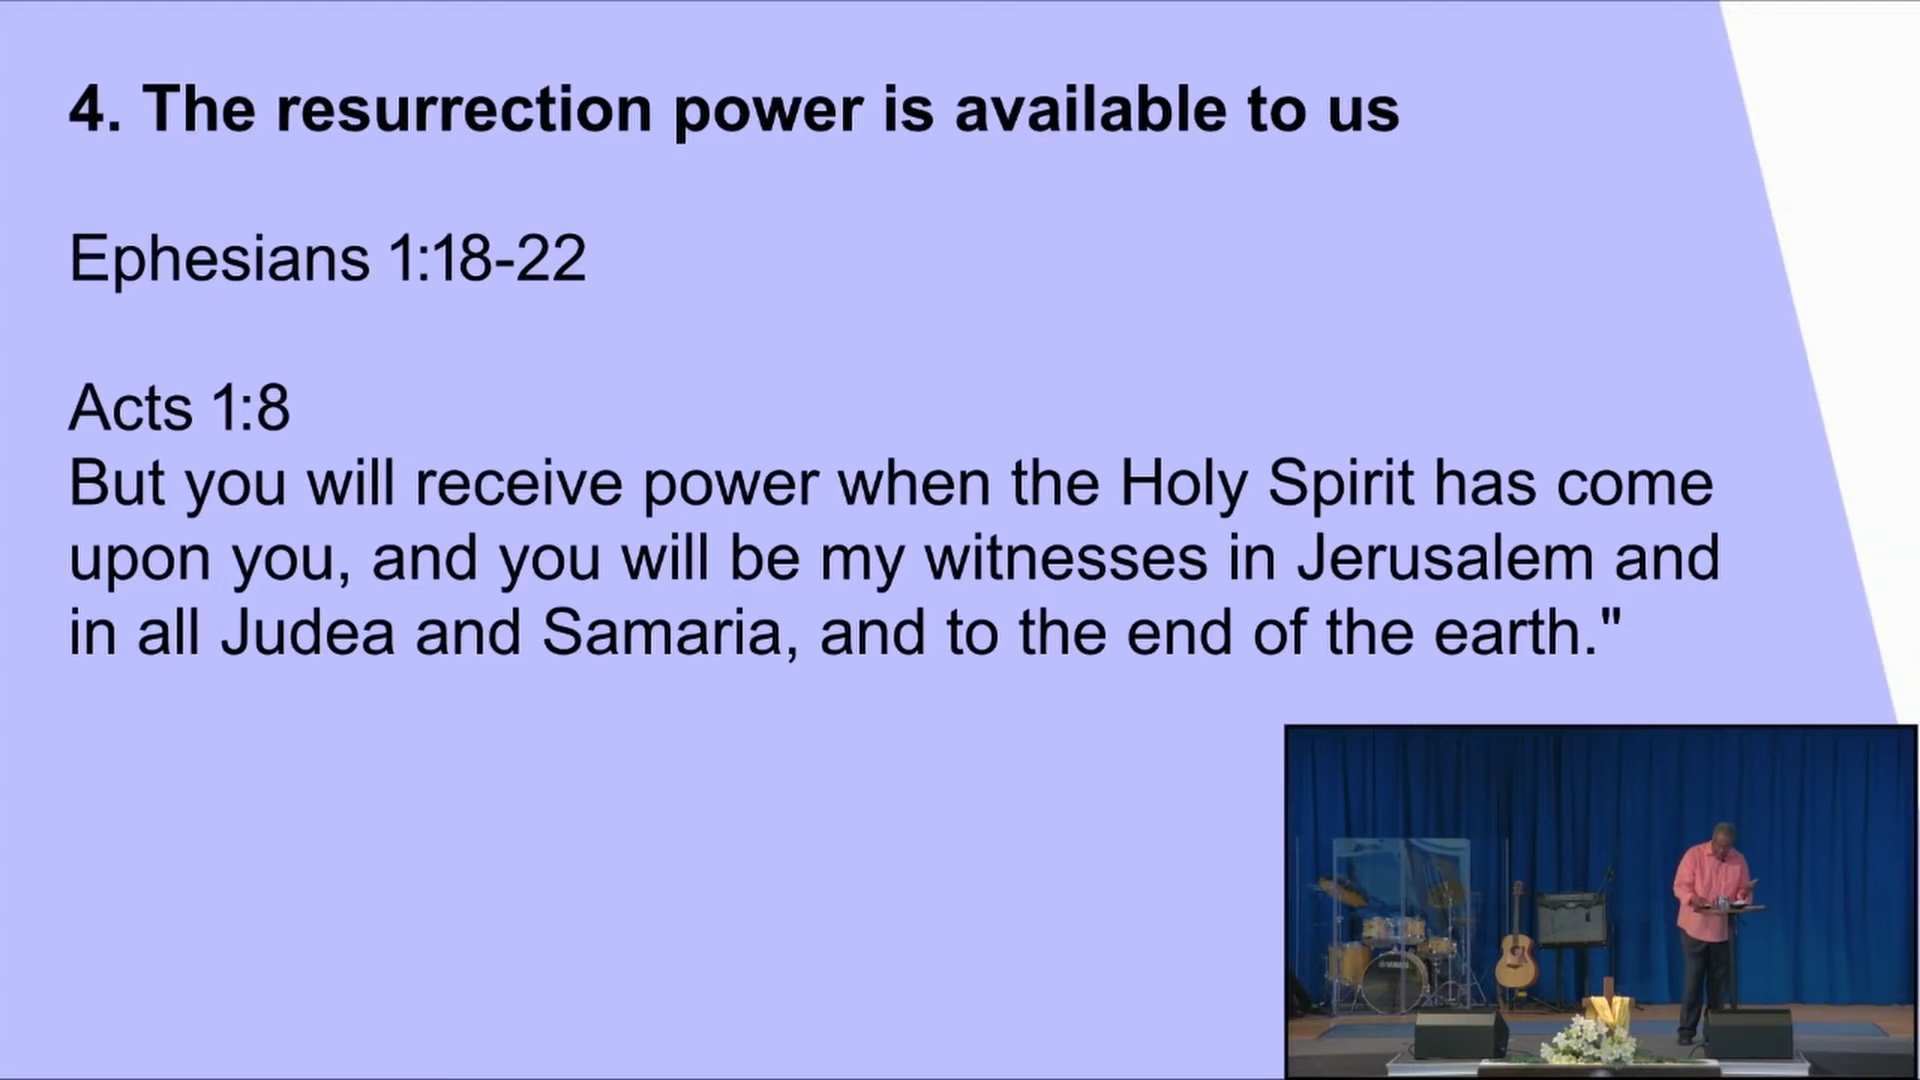 4. The resurrection power is available to us
Ephesians 1:18-22
Acts 1:8
But you will receive power when the Holy Spirit has come
upon you, and you will be my witnesses in Jerusalem and
in all Judea and Samaria, and to the end of the earth."
YAMAHA